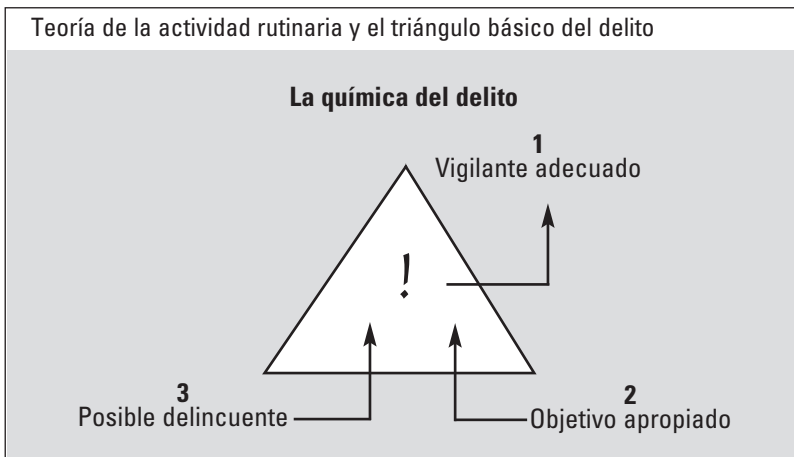 Teoría de la actividad rutinaria y el triángulo básico del delito
La química del delito
1
Vigilante adecuado
!
3
Posible delincuente
2
Objetivo apropiado